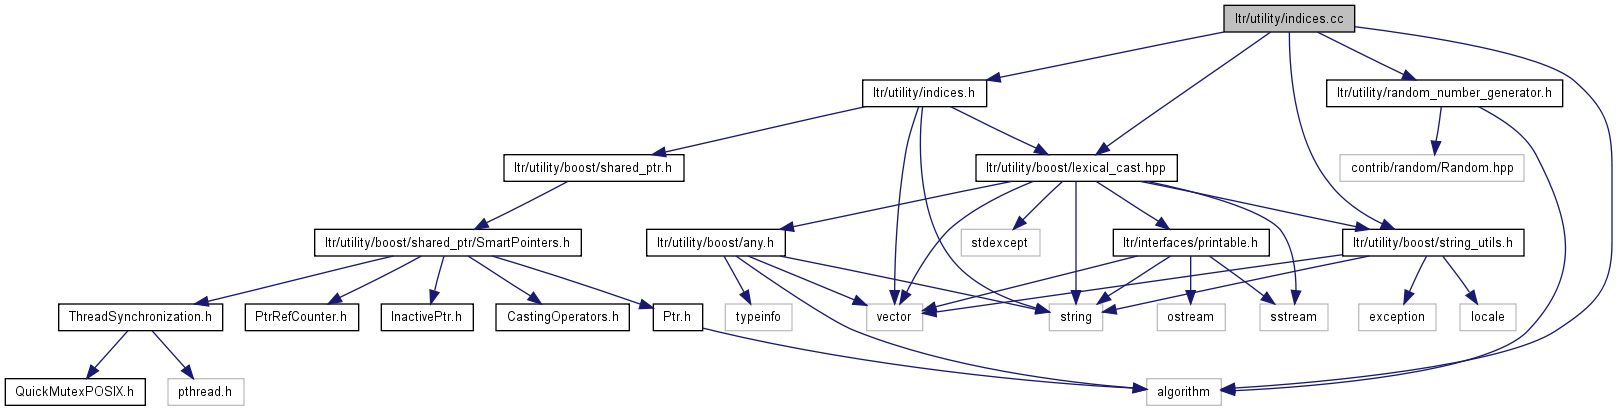 ltr/utility/indices.cc
ltr/utility/indices.h
ltr/utility/random_number_generator.h
ltr/utility/boost/shared_ptr.h
ltr/utility/boost/lexical_cast.hpp
contrib/random/Random.hpp
ltr/utility/boost/shared_ptr/SmartPointers.h
ltr/utility/boost/any.h
stdexcept
ltr/interfaces/printable.h
ltr/utility/boost/string_utils.h
ThreadSynchronization.h
PtrRefCounter.h
InactivePtr.h
CastingOperators.h
Ptr.h
typeinfo
vector
string
ostream
sstream
exception
locale
QuickMutexPOSIX.h
pthread.h
algorithm